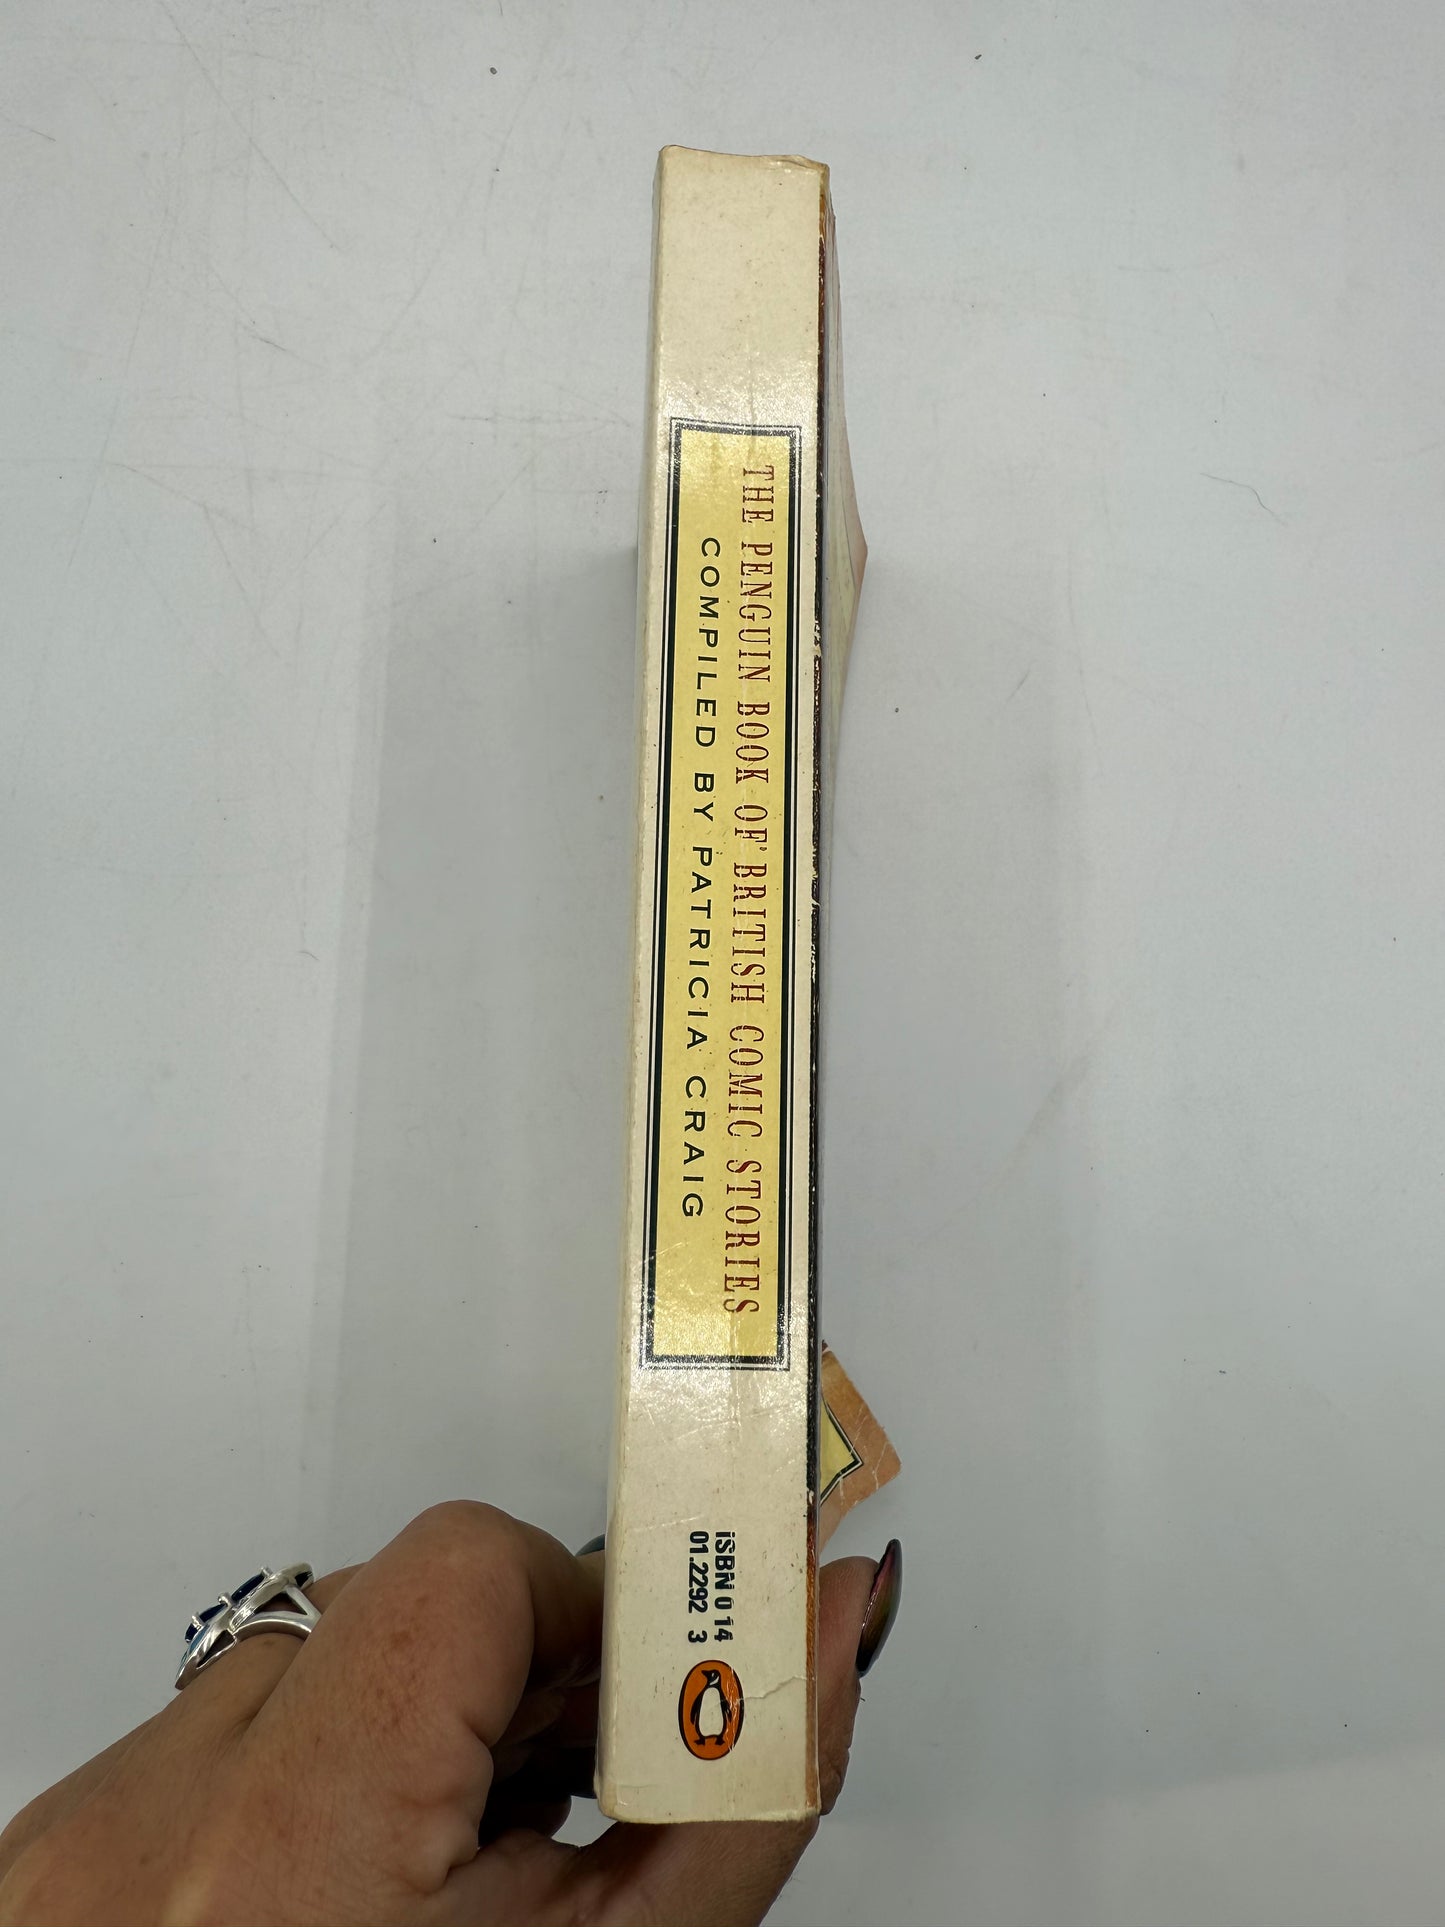 THE PENGUIN BOOK OF BRITISH COMIC STORIES
COMPILED BY PATRICIA CRAIG
ISBN 0 14
01.2292 3